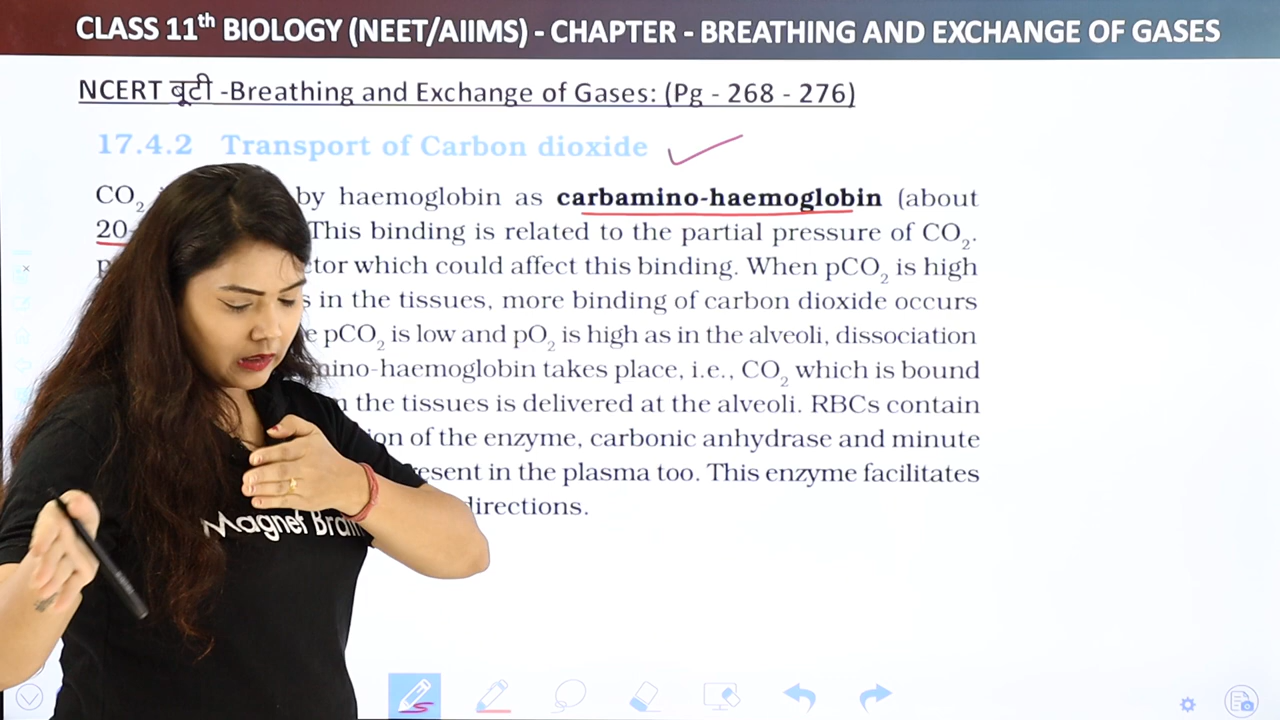 CLASS 11th BIOLOGY (NEET/AIIMS) - CHAPTER - BREATHING AND EXCHANGE OF GASES
NCERT बूटी -Breathing and Exchange of Gases: (Pg - 268 - 276)
17.4.2 Transport of Carbon dioxide
CO2 by haemoglobin as carbamino-haemoglobin (about
20- This binding is related to the partial pressure of CO2.
which could affect this binding. When pCO2 is high
in the tissues, more binding of carbon dioxide occurs
pCO2 is low and pO2 is high as in the alveoli, dissociation
mino-haemoglobin takes place, i.e., CO2 which is bound
the tissues is delivered at the alveoli. RBCs contain
of the enzyme, carbonic anhydrase and minute
esent in the plasma too. This enzyme facilitates
directions.
Magnet Brain